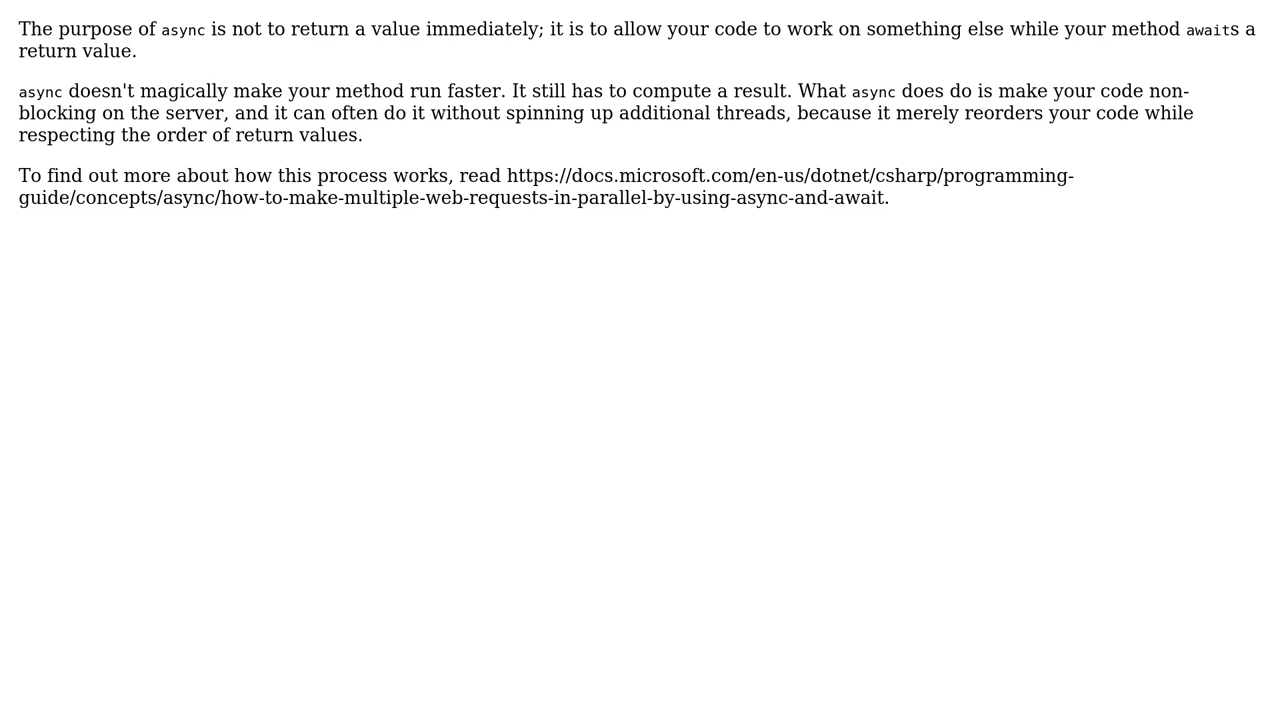 The purpose of async is not to return a value immediately; it is to allow your code to work on something else while your method awaits a
return value.
async doesn't magically make your method run faster. It still has to compute a result. What async does do is make your code non-
blocking on the server, and it can often do it without spinning up additional threads, because it merely reorders your code while
respecting the order of return values.
To find out more about how this process works, read https://docs.microsoft.com/en-us/dotnet/csharp/programming-
guide/concepts/async/how-to-make-multiple-web-requests-in-parallel-by-using-async-and-await.